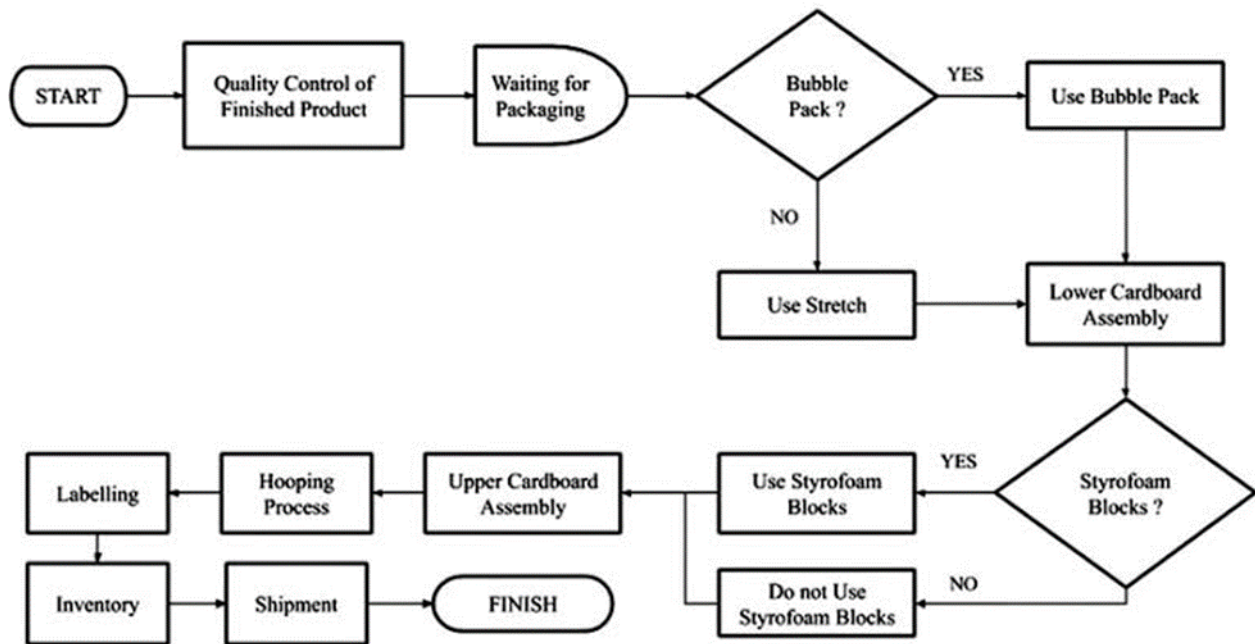 START
Quality Control of
Finished Product
Waiting for
Packaging
Bubble
Pack ?
YES
Use Bubble Pack
NO
Use Stretch
Lower Cardboard
Assembly
Styrofoam
Blocks ?
YES
Use Styrofoam
Blocks
NO
Do not Use
Styrofoam Blocks
Upper Cardboard
Assembly
Hooping
Process
Labelling
Inventory
Shipment
FINISH